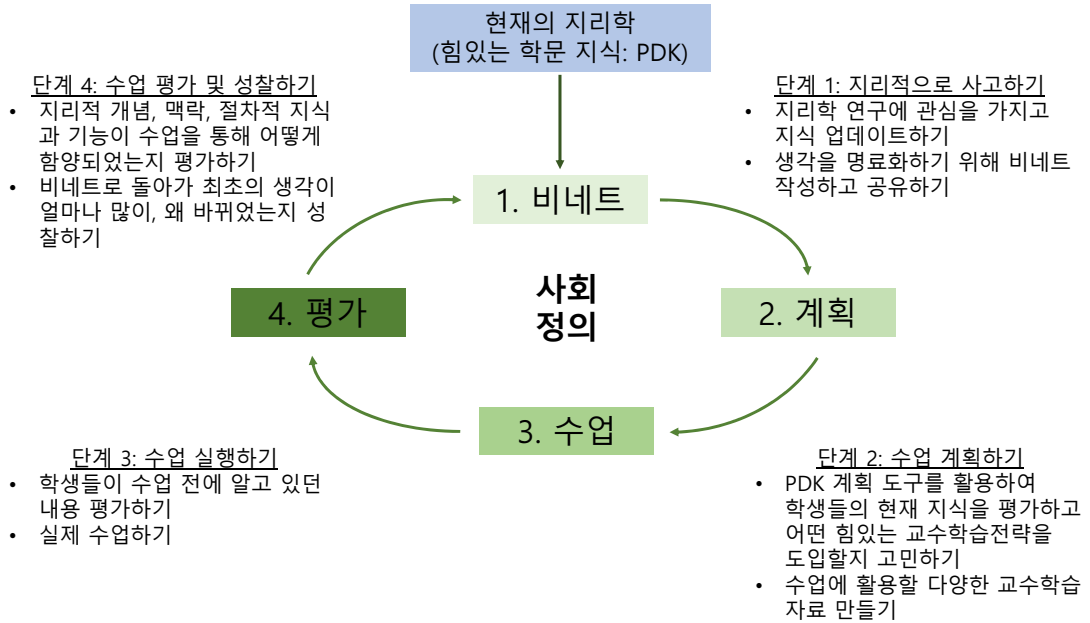 현재의 지리학
(힘있는 학문 지식: PDK)
단계 4: 수업 평가 및 성찰하기
• 지리적 개념, 맥락, 절차적 지식
과 기능이 수업을 통해 어떻게
함양되었는지 평가하기
• 비네트로 돌아가 최초의 생각이
얼마나 많이, 왜 바뀌었는지 성
찰하기
단계 1: 지리적으로 사고하기
• 지리학 연구에 관심을 가지고
지식 업데이트하기
• 생각을 명료화하기 위해 비네트
작성하고 공유하기
1. 비네트
사회
정의
4. 평가
2. 계획
3. 수업
단계 3: 수업 실행하기
• 학생들이 수업 전에 알고 있던
내용 평가하기
• 실제 수업하기
단계 2: 수업 계획하기
• PDK 계획 도구를 활용하여
학생들의 현재 지식을 평가하고
어떤 힘있는 교수학습전략을
도입할지 고민하기
• 수업에 활용할 다양한 교수학습
자료 만들기